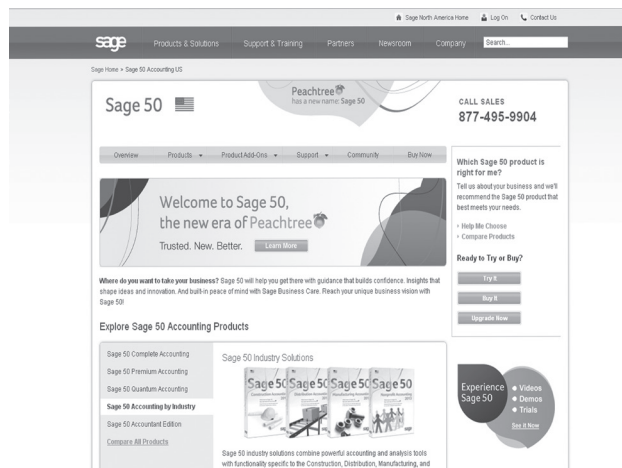 Sage North America Home Log On Contact Us
sage Products & Solutions Support & Training Partners Newsroom Company Search...
Sage Home > Sage 50 Accounting US
Sage 50
Peachtree
has a new name: Sage 50
CALL SALES
877-495-9904
Overview Products Product Add-Ons Support Community Buy Now
Welcome to Sage 50,
the new era of Peachtree
Trusted. New. Better. Learn More
Which Sage 50 product is
right for me?
Tell us about your business and we'll
recommend the Sage 50 product that
best meets your needs.
Help Me Choose
Compare Products
Ready to Try or Buy?
Try It
Buy It
Upgrade Now
Where do you want to take your business? Sage 50 will help you get there with guidance that builds confidence. Insights that
shape ideas and innovation. And built-in peace of mind with Sage Business Care. Reach your unique business vision with
Sage 50!
Explore Sage 50 Accounting Products
Sage 50 Complete Accounting
Sage 50 Premium Accounting
Sage 50 Quantum Accounting
Sage 50 Accounting by Industry
Sage 50 Accountant Edition
Compare All Products
Sage 50 Industry Solutions
Sage 50 Sage 50 Sage 50 Sage 50
Sage 50 industry solutions combine powerful accounting and analysis tools
with functionality specific to the Construction, Distribution, Manufacturing, and
Experience
Sage 50
Videos
Demos
Trials
See it Now